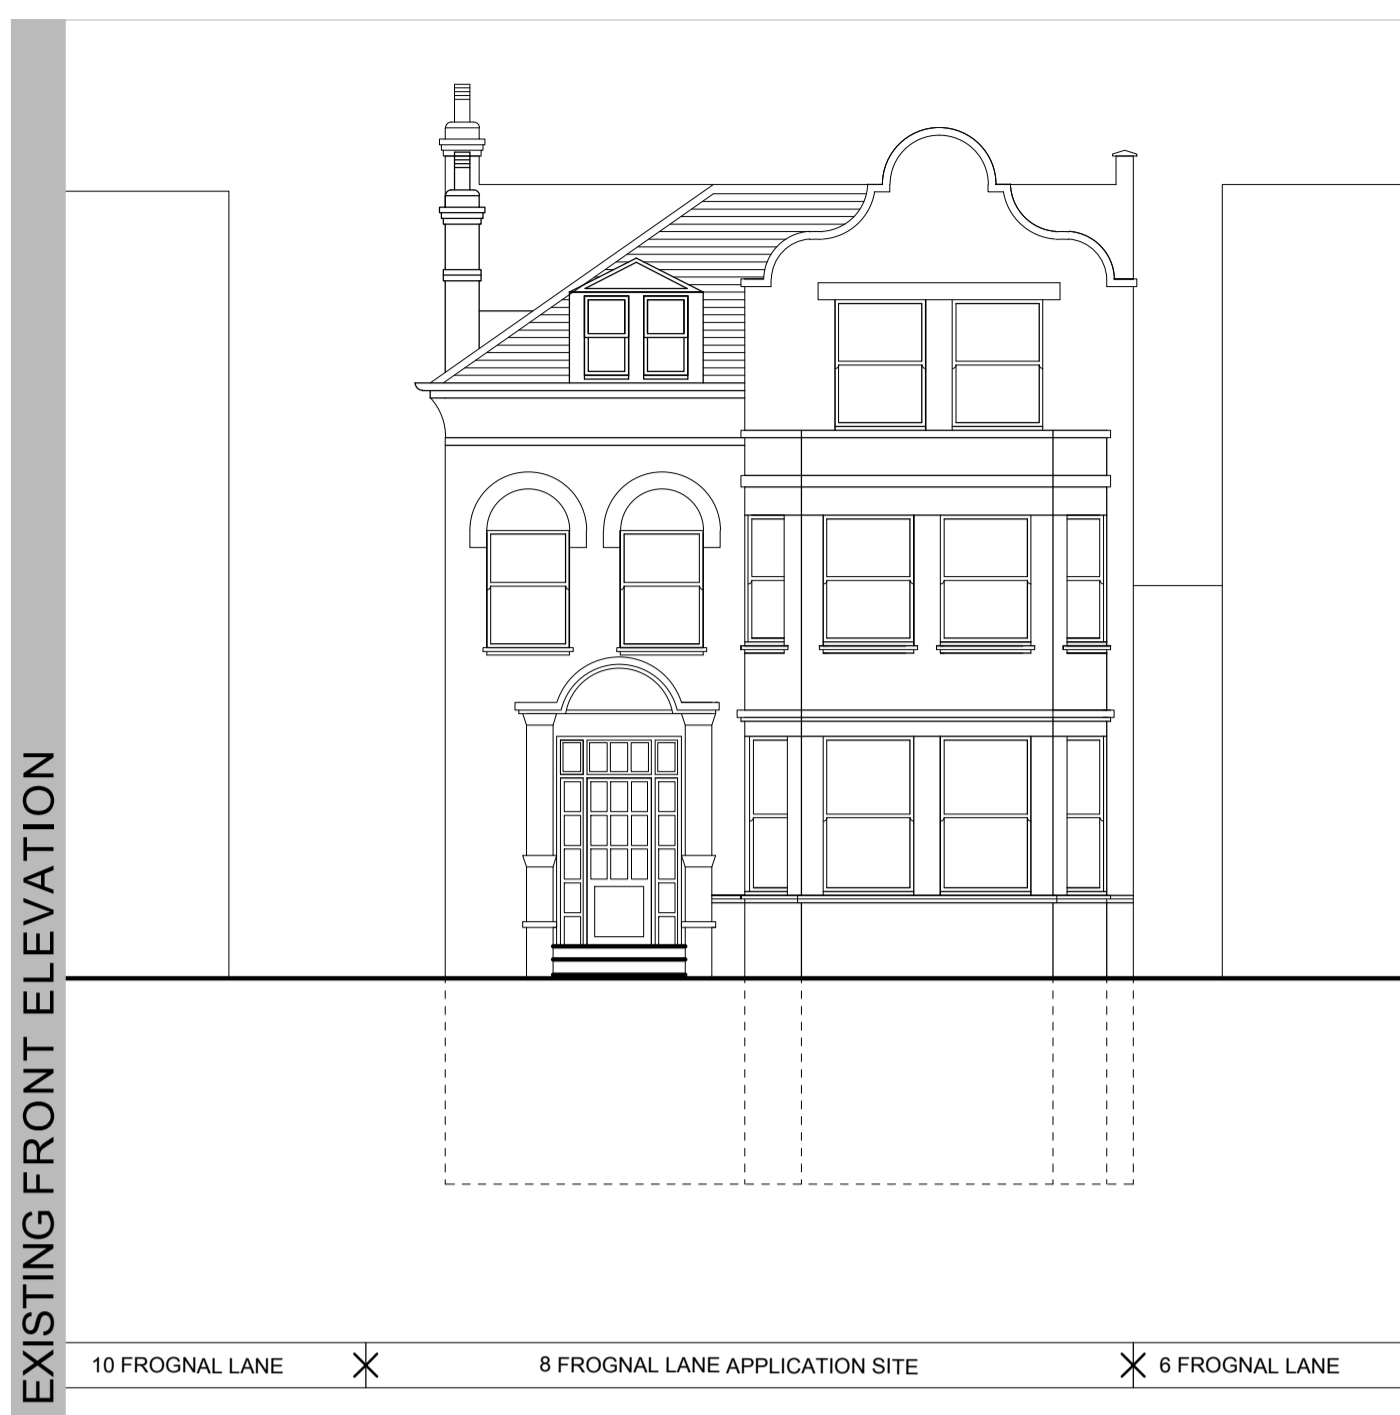 EXISTING FRONT ELEVATION
10 FROGNAL LANE
8 FROGNAL LANE APPLICATION SITE
6 FROGNAL LANE